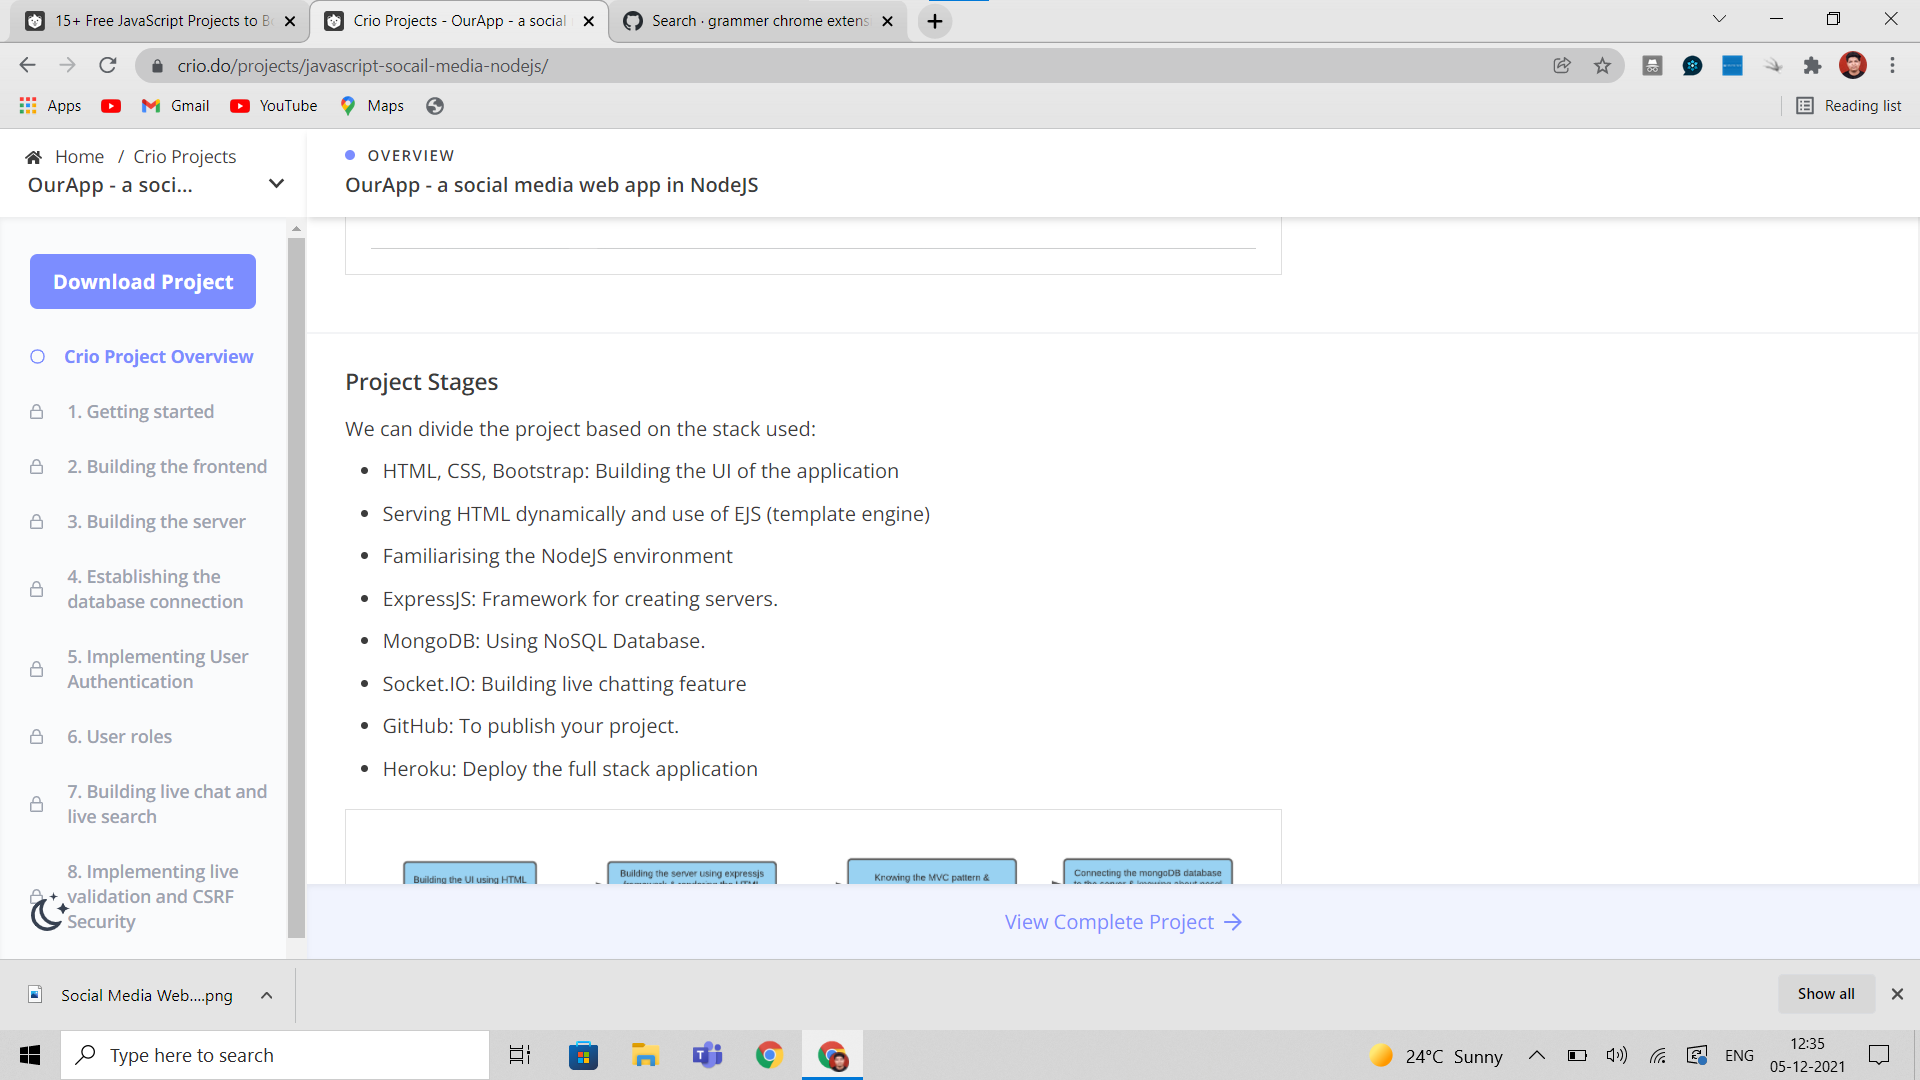 15+ Free JavaScript Projects to B
Crio Projects - OurApp - a social
Search · grammer chrome extens
crio.do/projects/javascript-socail-media-nodejs/
Apps
Gmail
YouTube
Maps
Reading list
Home / Crio Projects
OurApp - a soci...
OVERVIEW
OurApp - a social media web app in NodeJS
Download Project
Crio Project Overview
1. Getting started
2. Building the frontend
3. Building the server
4. Establishing the
database connection
5. Implementing User
Authentication
6. User roles
7. Building live chat and
live search
8. Implementing live
validation and CSRF
Security
Project Stages
We can divide the project based on the stack used:
• HTML, CSS, Bootstrap: Building the UI of the application
• Serving HTML dynamically and use of EJS (template engine)
• Familiarising the NodeJS environment
• ExpressJS: Framework for creating servers.
• MongoDB: Using NoSQL Database.
• Socket.IO: Building live chatting feature
• GitHub: To publish your project.
• Heroku: Deploy the full stack application
Building the UI using HTML
Building the server using expressjs
Knowing the MVC pattern &
Connecting the mongoDB database
View Complete Project →
Social Media Web....png
Show all
Type here to search
24°C Sunny
ENG
12:35
05-12-2021